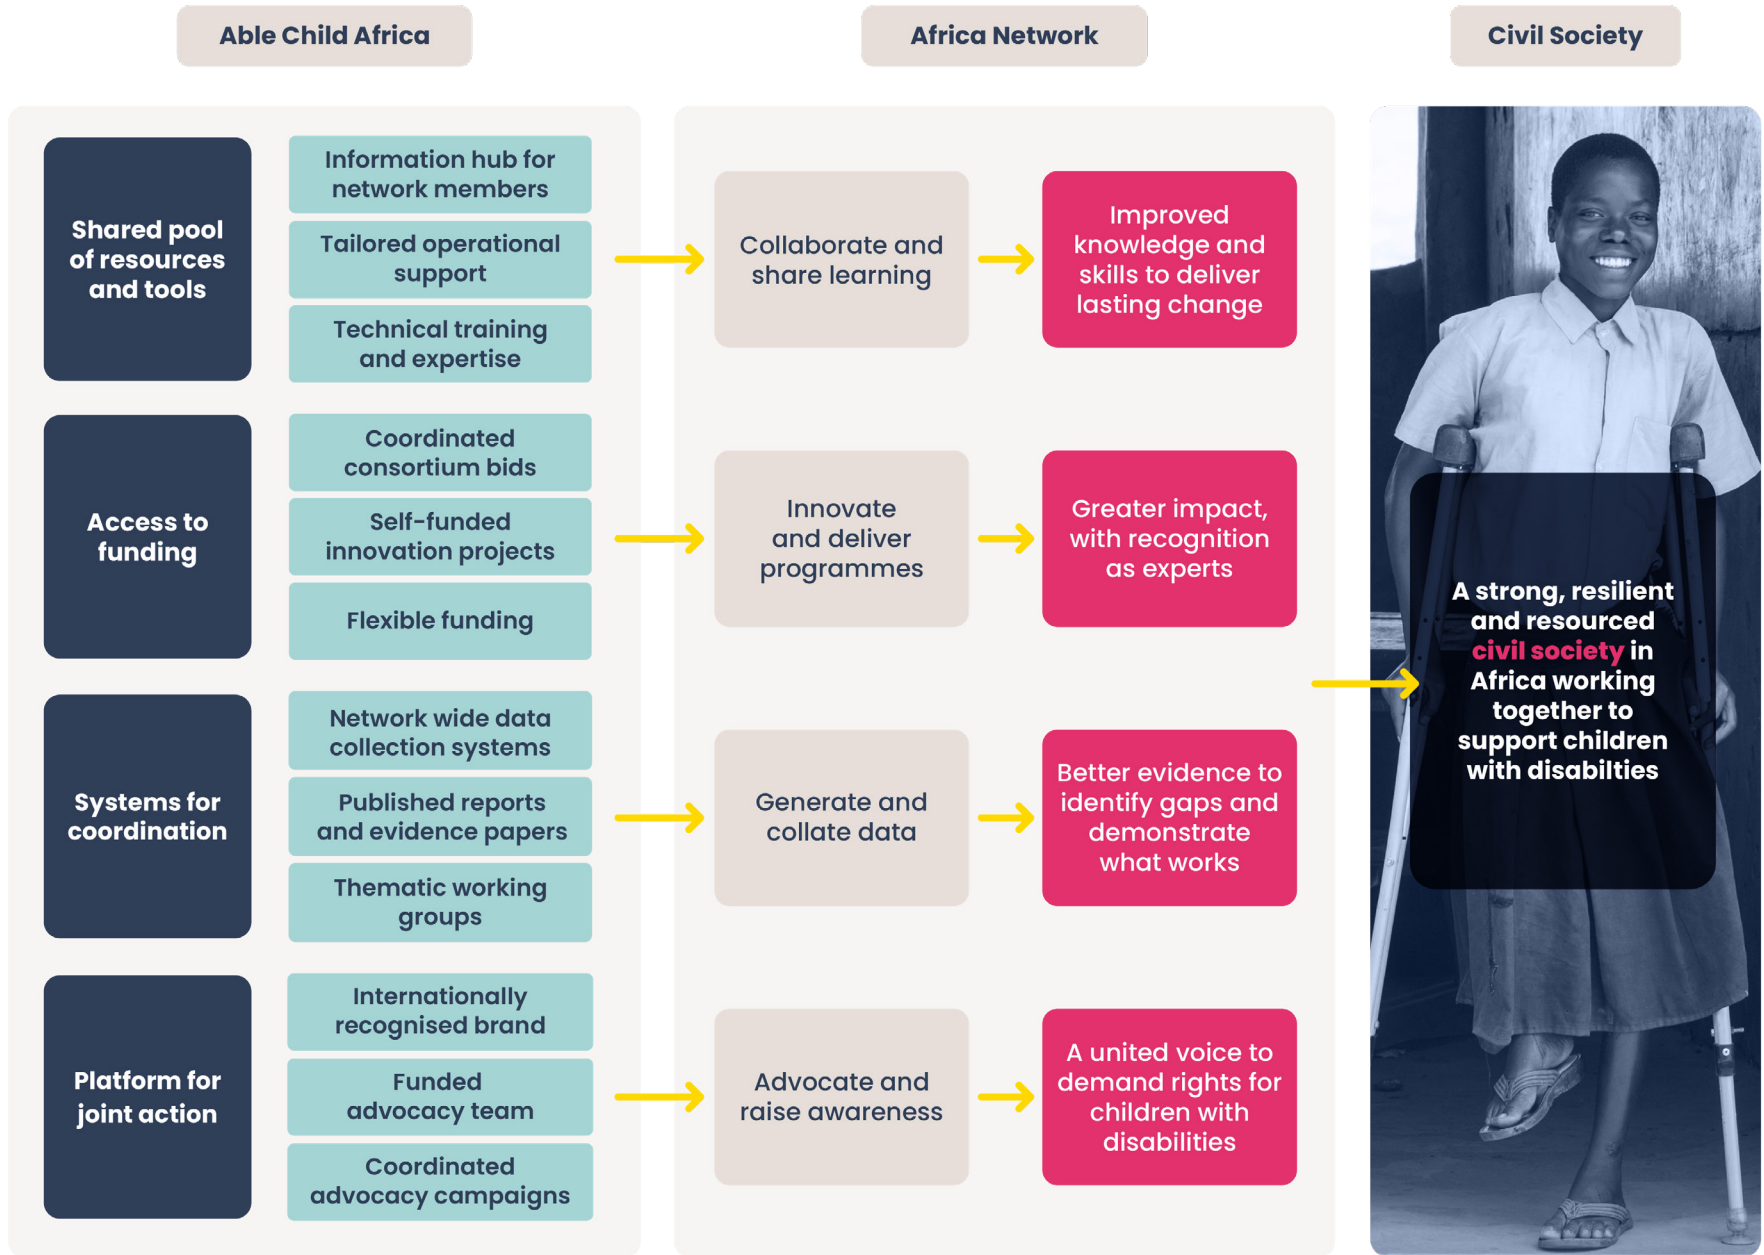 Able Child Africa
Africa Network
Civil Society
Shared pool
of resources
and tools
Information hub for
network members
Tailored operational
support
Technical training
and expertise
Collaborate and
share learning
Improved
knowledge and
skills to deliver
lasting change
Access to
funding
Coordinated
consortium bids
Self-funded
innovation projects
Flexible funding
Innovate
and deliver
programmes
Greater impact,
with recognition
as experts
Systems for
coordination
Network wide data
collection systems
Published reports
and evidence papers
Thematic working
groups
Generate and
collate data
Better evidence to
identify gaps and
demonstrate
what works
Platform for
joint action
Internationally
recognised brand
Funded
advocacy team
Coordinated
advocacy campaigns
Advocate and
raise awareness
A united voice to
demand rights for
children with
disabilities
A strong, resilient
and resourced
civil society in
Africa working
together to
support children
with disabilties